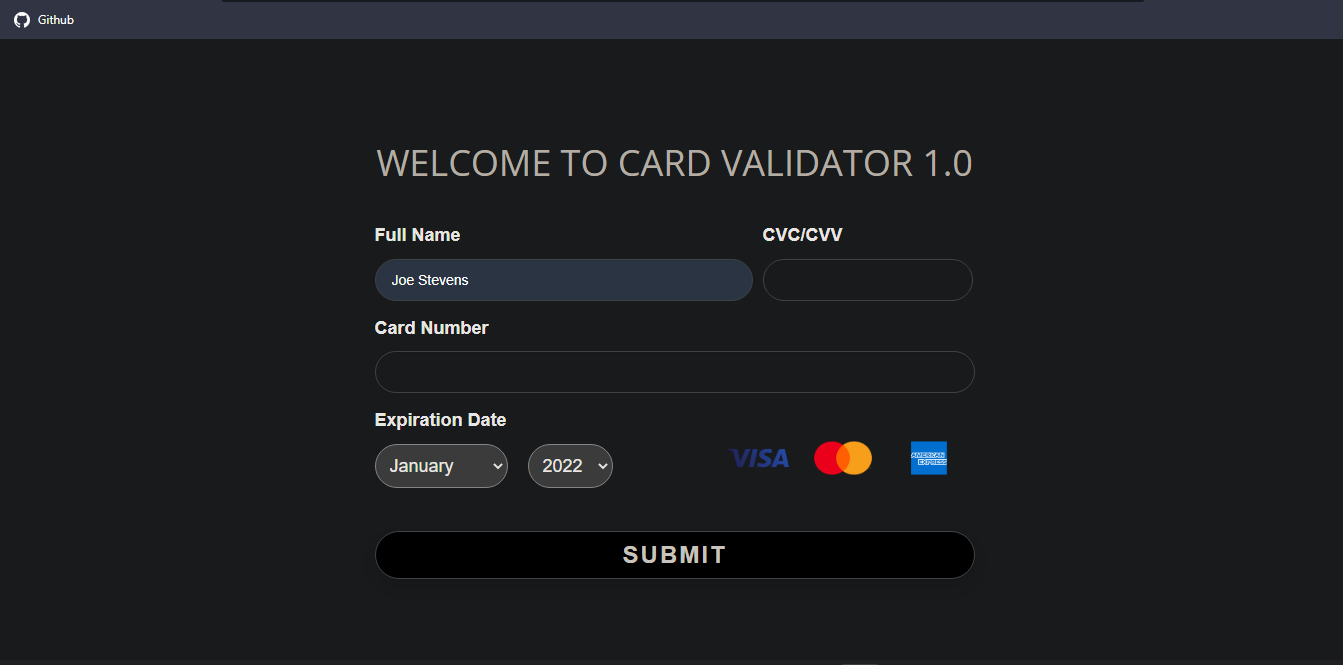 Github
WELCOME TO CARD VALIDATOR 1.0
Full Name CVC/CVV
Joe Stevens
Card Number
Expiration Date
January 2022 VISA AMERICAN
EXPRESS
SUBMIT